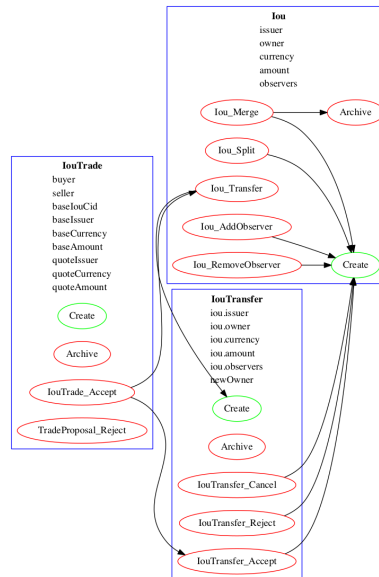 Iou
issuer
owner
currency
amount
observers
Iou_Merge
Archive
Iou_Split
Iou_Transfer
Iou_AddObserver
Iou_RemoveObserver
Create
IouTrade
buyer
seller
baseIouCid
baseIssuer
baseCurrency
baseAmount
quoteIssuer
quoteCurrency
quoteAmount
Create
Archive
IouTrade_Accept
TradeProposal_Reject
IouTransfer
iou.issuer
iou.owner
iou.currency
iou.amount
iou.observers
newOwner
Create
Archive
IouTransfer_Cancel
IouTransfer_Reject
IouTransfer_Accept